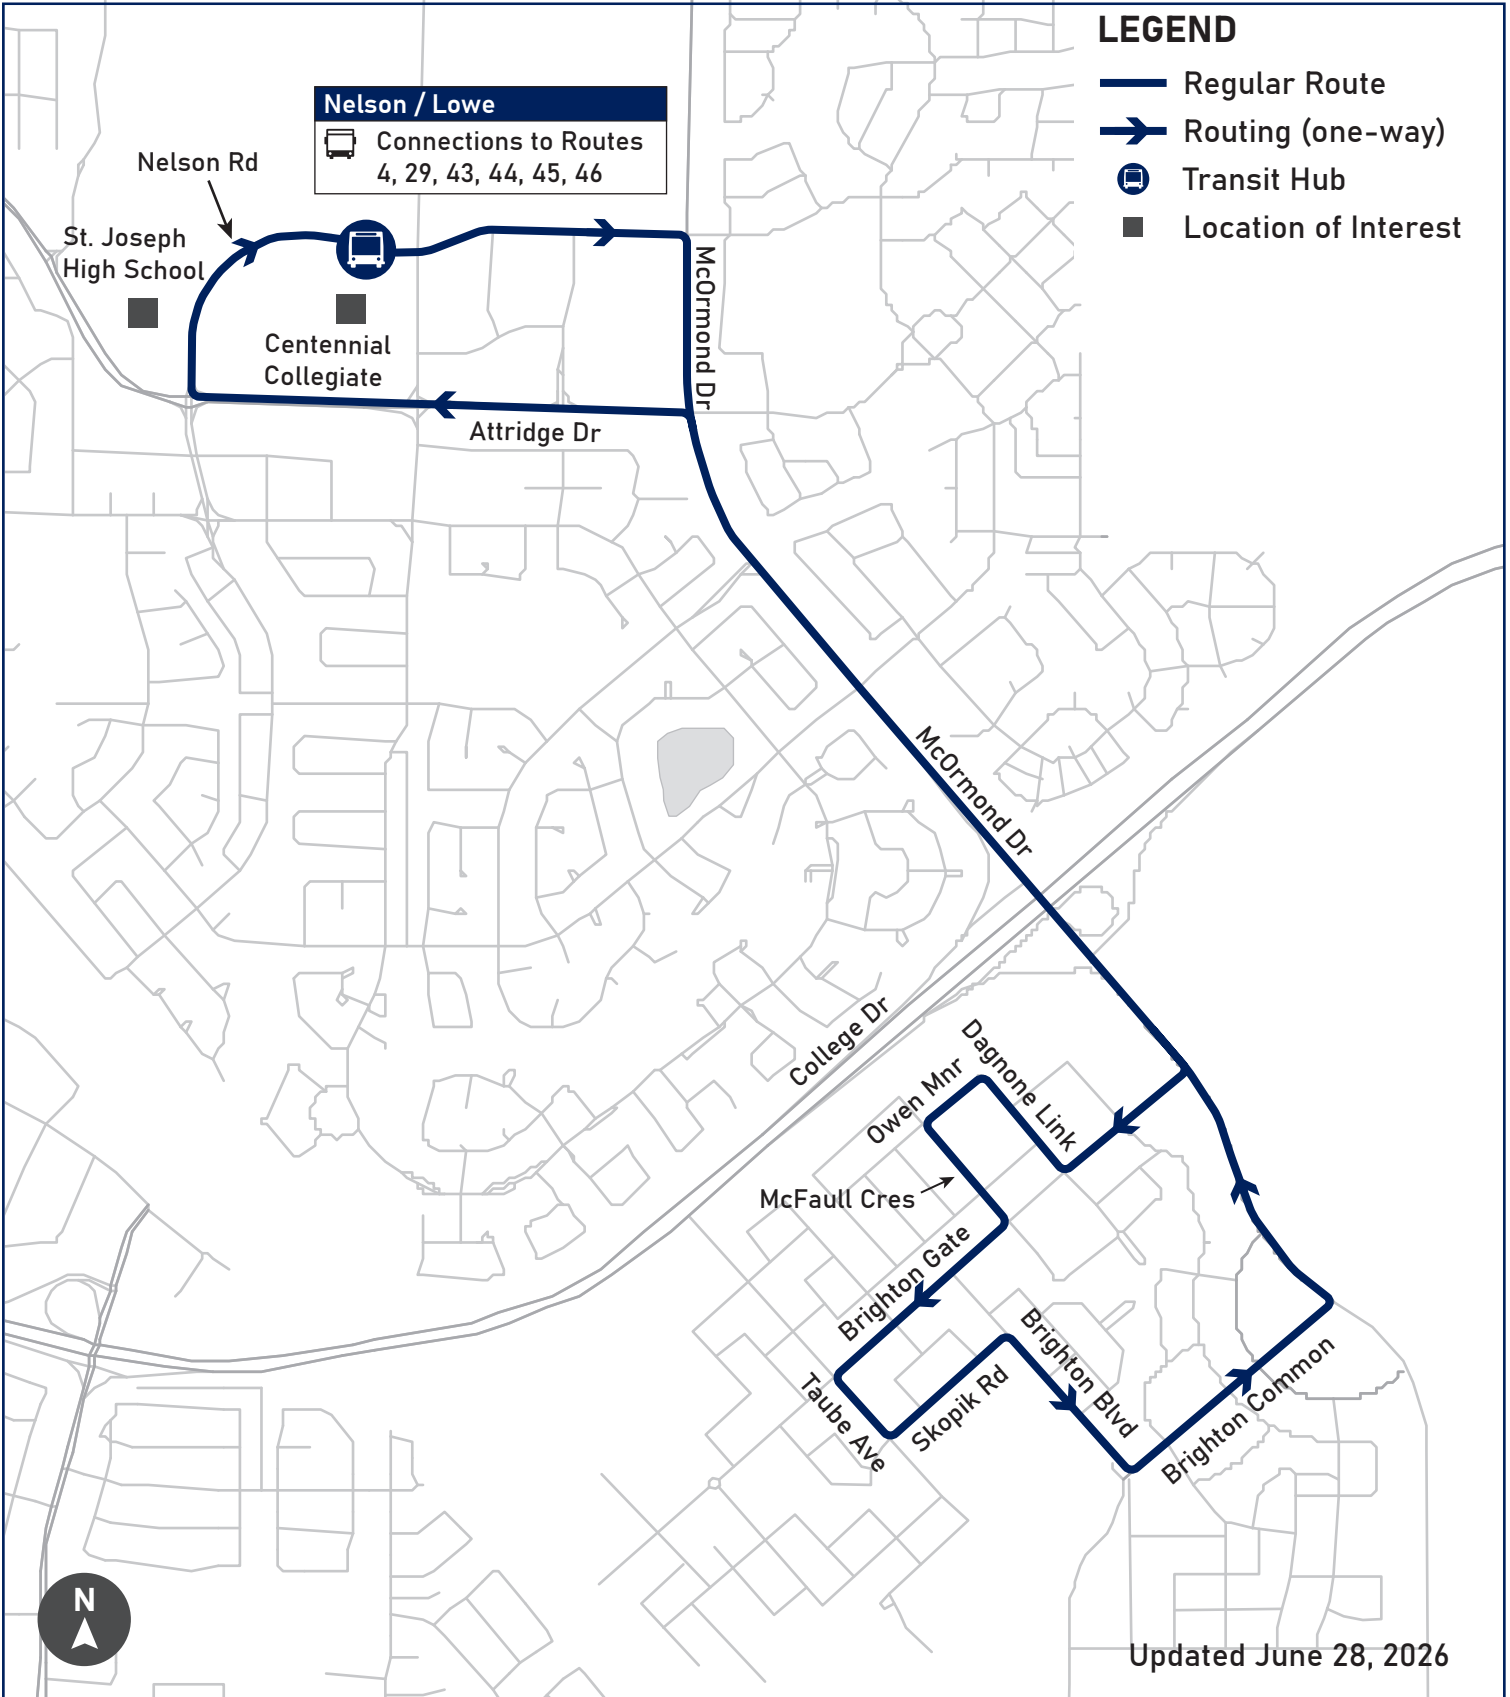 LEGEND
Regular Route
Routing (one-way)
Transit Hub
Location of Interest
Nelson / Lowe
Connections to Routes
4, 29, 43, 44, 45, 46
Nelson Rd
St. Joseph
High School
Centennial
Collegiate
McOrmond Dr
Attridge Dr
McOrmond Dr
College Dr
Dagnone Link
Owen Mnr
McFaull Cres
Brighton Gate
Brighton Blvd
Taube Ave
Skopik Rd
Brighton Common
N
Updated June 28, 2026